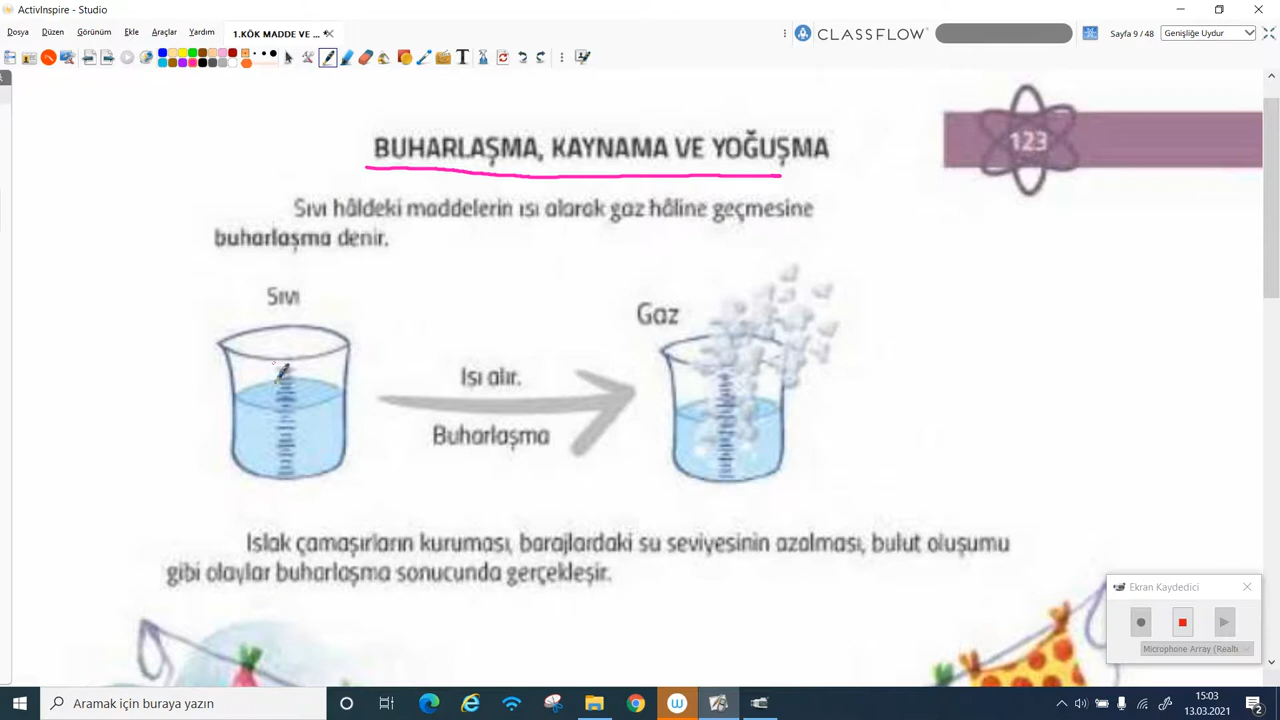 ActivInspire - Studio
Dosya Düzen Görünüm Ekle Araçlar Yardım
1.KÖK MADDE VE ...
CLASSFLOW
Sayfa 9 / 48
Genişliğe Uydur
123
BUHARLAŞMA, KAYNAMA VE YOĞUŞMA
Sıvı hâldeki maddelerin ısı alarak gaz hâline geçmesine
buharlaşma denir.
Sıvı
Gaz
Isı alır.
Buharlaşma
Islak çamaşırların kuruması, barajlardaki su seviyesinin azalması, bulut oluşumu
gibi olaylar buharlaşma sonucunda gerçekleşir.
Ekran Kaydedici
Microphone Array (Realt
Aramak için buraya yazın
15:03
13.03.2021
2